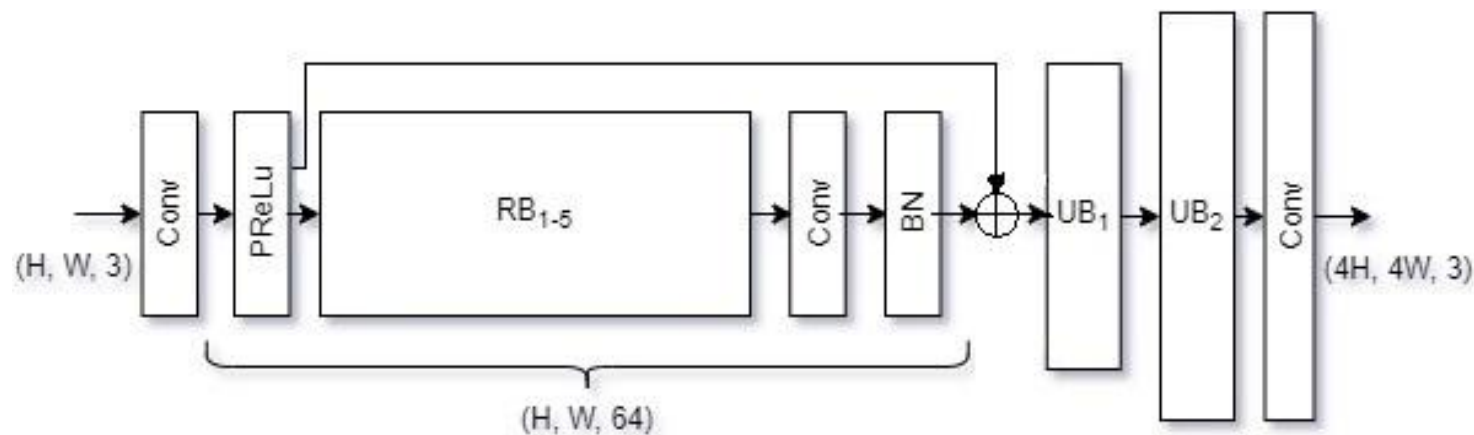 (H, W, 3)
Conv
PReLu
RB₁₋₅
Conv
BN
UB₁
UB₂
Conv
(4H, 4W, 3)
(H, W, 64)